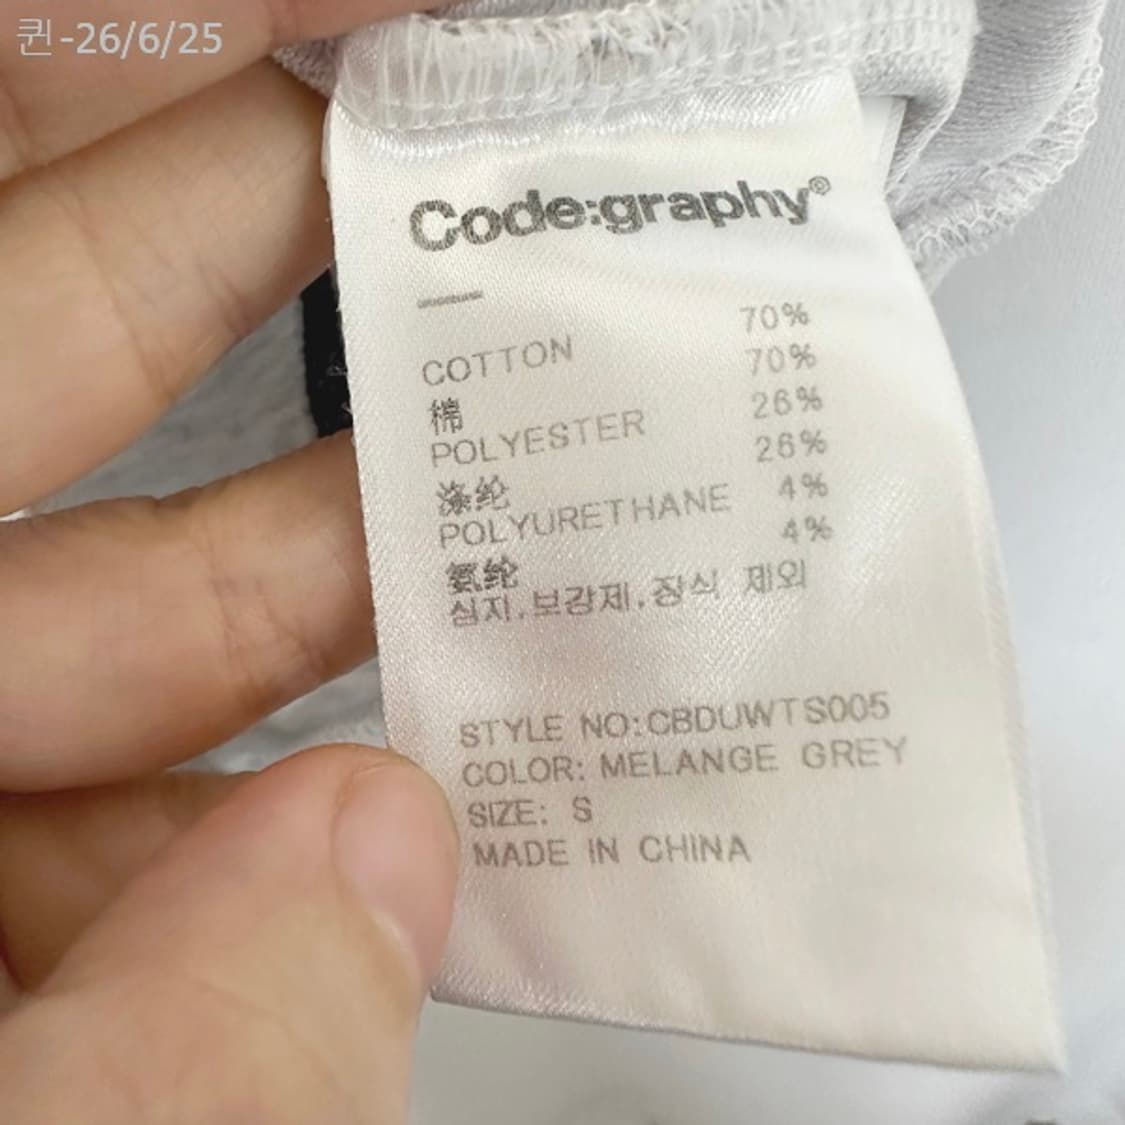 퀸-26/6/25
Code:graphy®
COTTON 70%
棉 70%
POLYESTER 26%
涤纶 26%
POLYURETHANE 4%
氨纶 4%
심지.보강제.장식 제외
STYLE NO:CBDUWTS005
COLOR: MELANGE GREY
SIZE: S
MADE IN CHINA